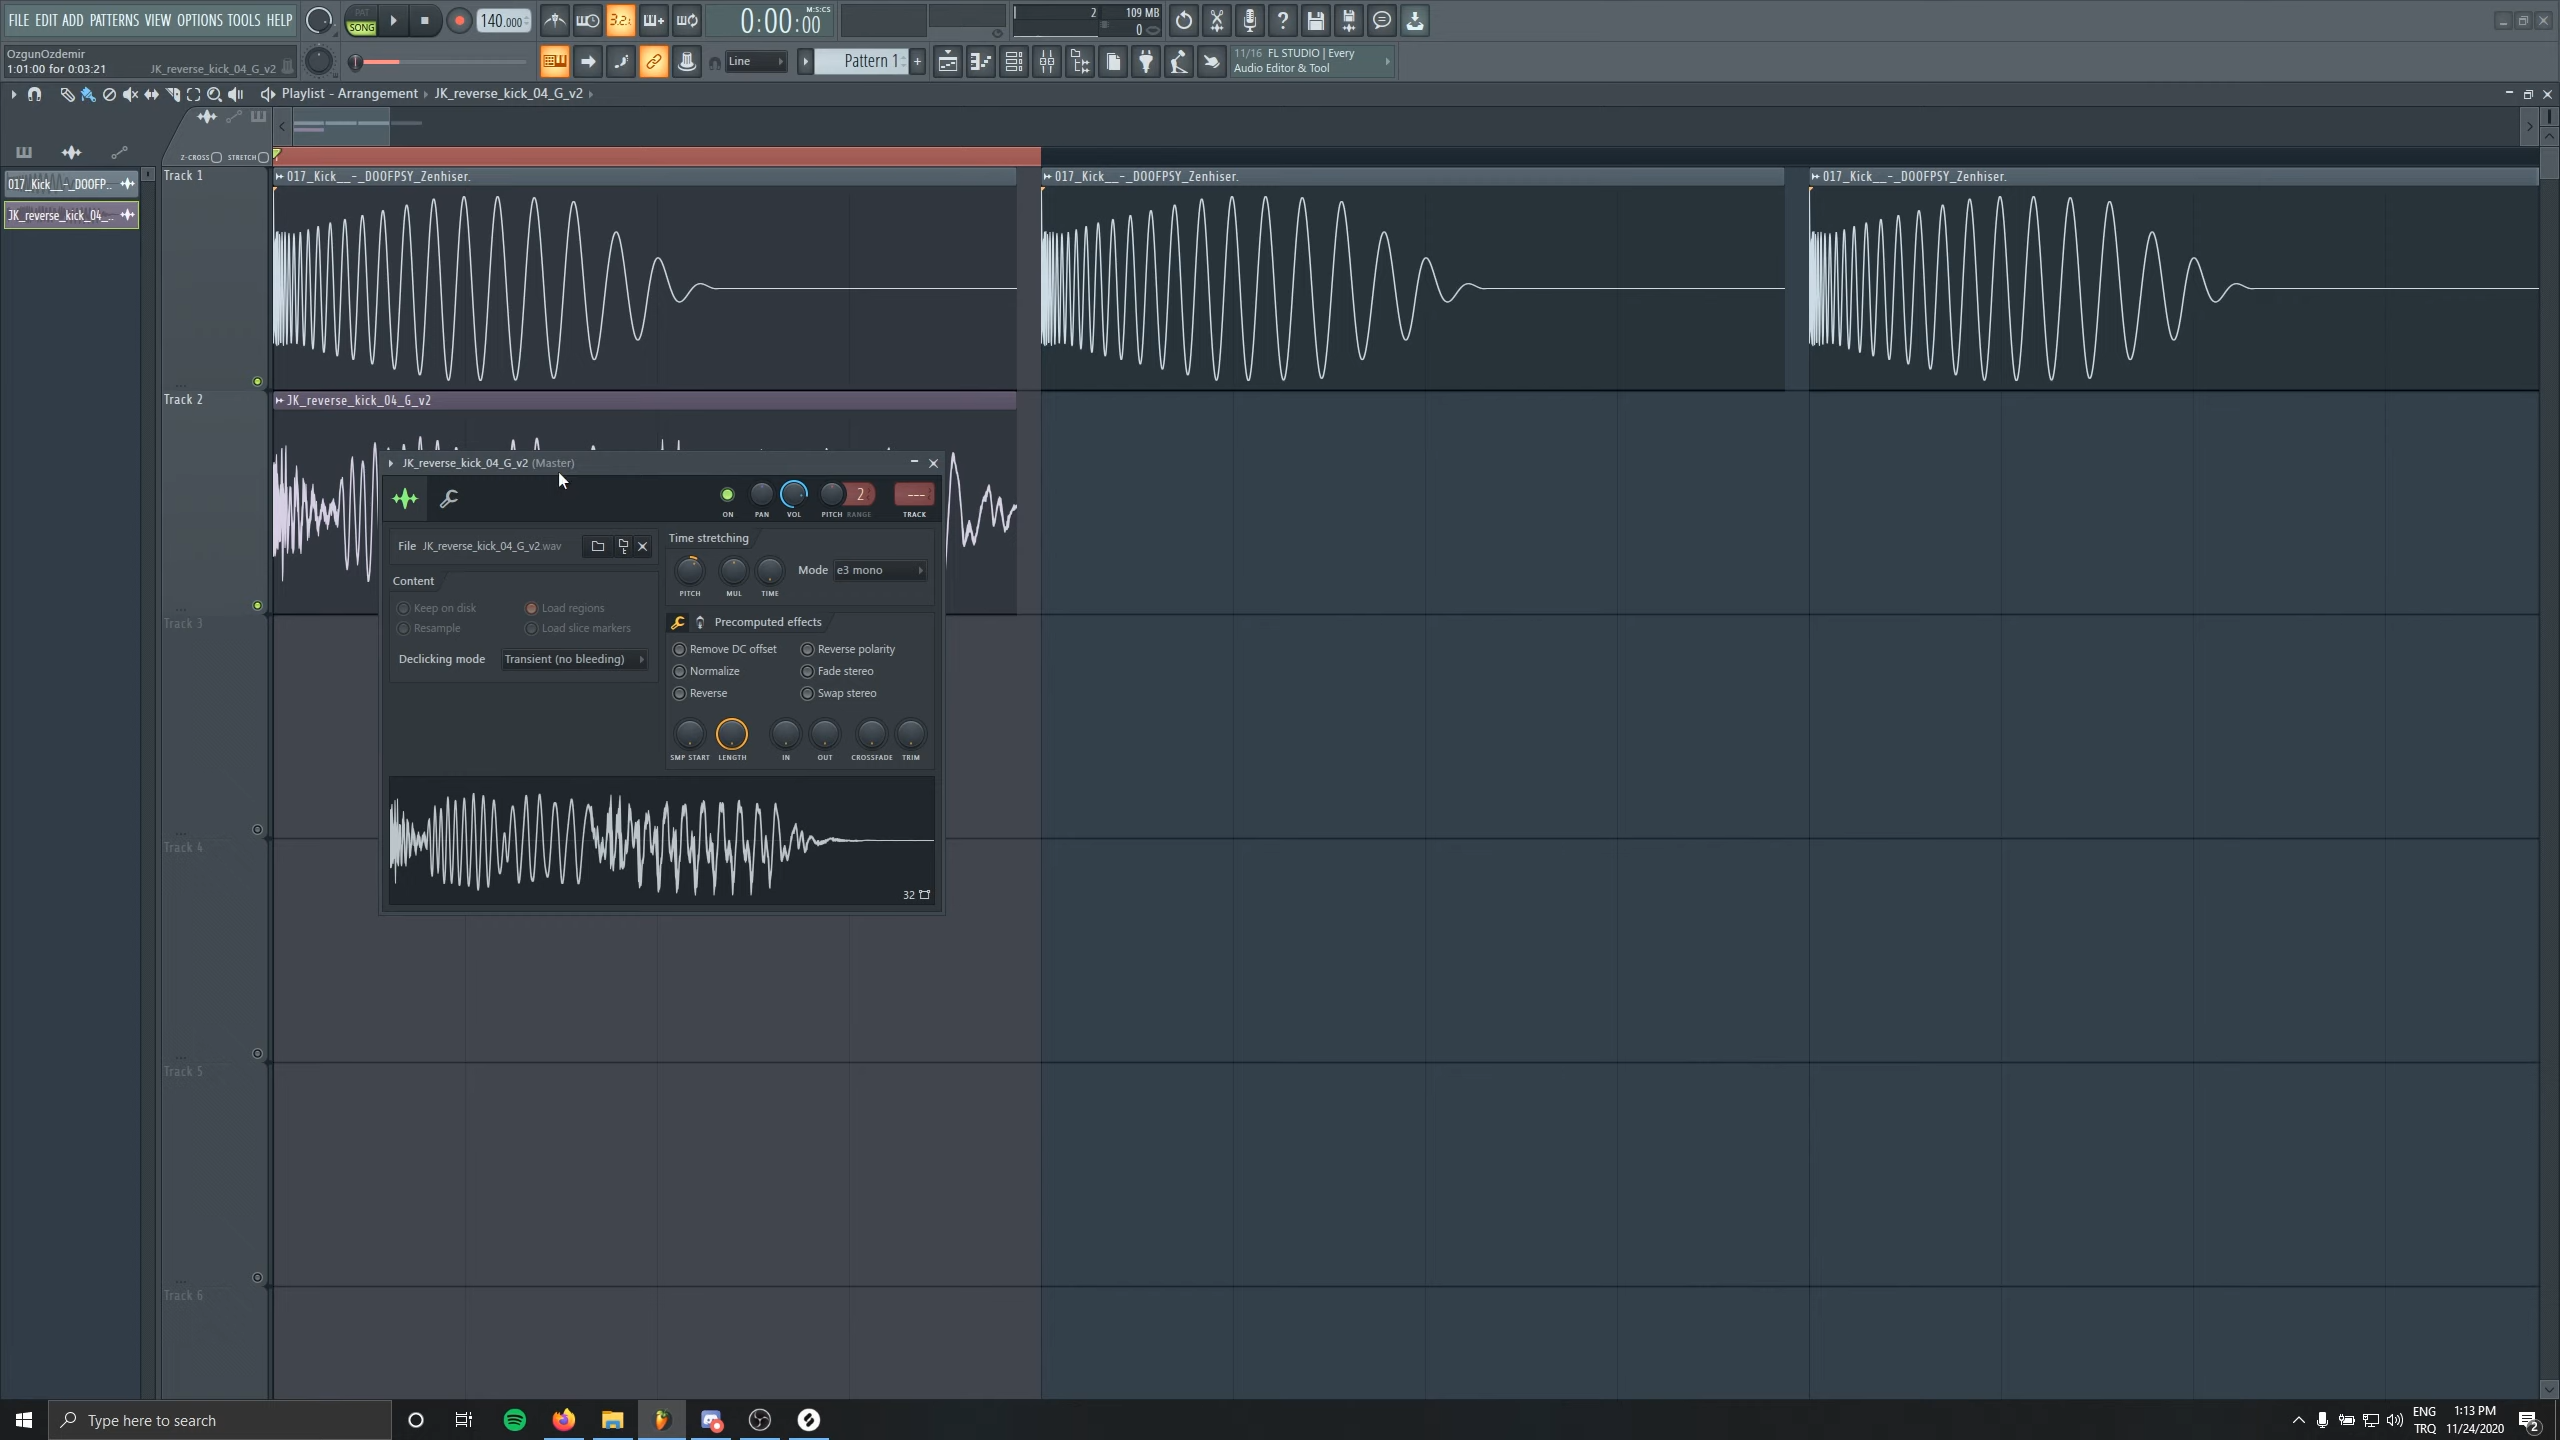 FILE EDIT ADD PATTERNS VIEW OPTIONS TOOLS HELP
PAT
SONG
140.000
3.2.
0:00:00
M:S:CS
2
109 MB
0
OzgunOzdemir
1:01:00 for 0:03:21
JK_reverse_kick_04_G_v2
Line
Pattern 1
11/16 FL STUDIO | Every
Audio Editor & Tool
Playlist - Arrangement
JK_reverse_kick_04_G_v2
Z-CROSS
STRETCH
017_Kick__-_DOOFP..
JK_reverse_kick_04_..
Track 1
017_Kick__-_DOOFPSY_Zenhiser.
017_Kick__-_DOOFPSY_Zenhiser.
017_Kick__-_DOOFPSY_Zenhiser.
Track 2
JK_reverse_kick_04_G_v2
JK_reverse_kick_04_G_v2 (Master)
2
---
ON
PAN
VOL
PITCH
RANGE
TRACK
File JK_reverse_kick_04_G_v2.wav
Content
Keep on disk
Load regions
Resample
Load slice markers
Declicking mode
Transient (no bleeding)
Time stretching
PITCH
MUL
TIME
Mode
e3 mono
Precomputed effects
Remove DC offset
Reverse polarity
Normalize
Fade stereo
Reverse
Swap stereo
SMP START
LENGTH
IN
OUT
CROSSFADE
TRIM
32
Track 3
Track 4
Track 5
Track 6
Type here to search
ENG
TRQ
1:13 PM
11/24/2020
2